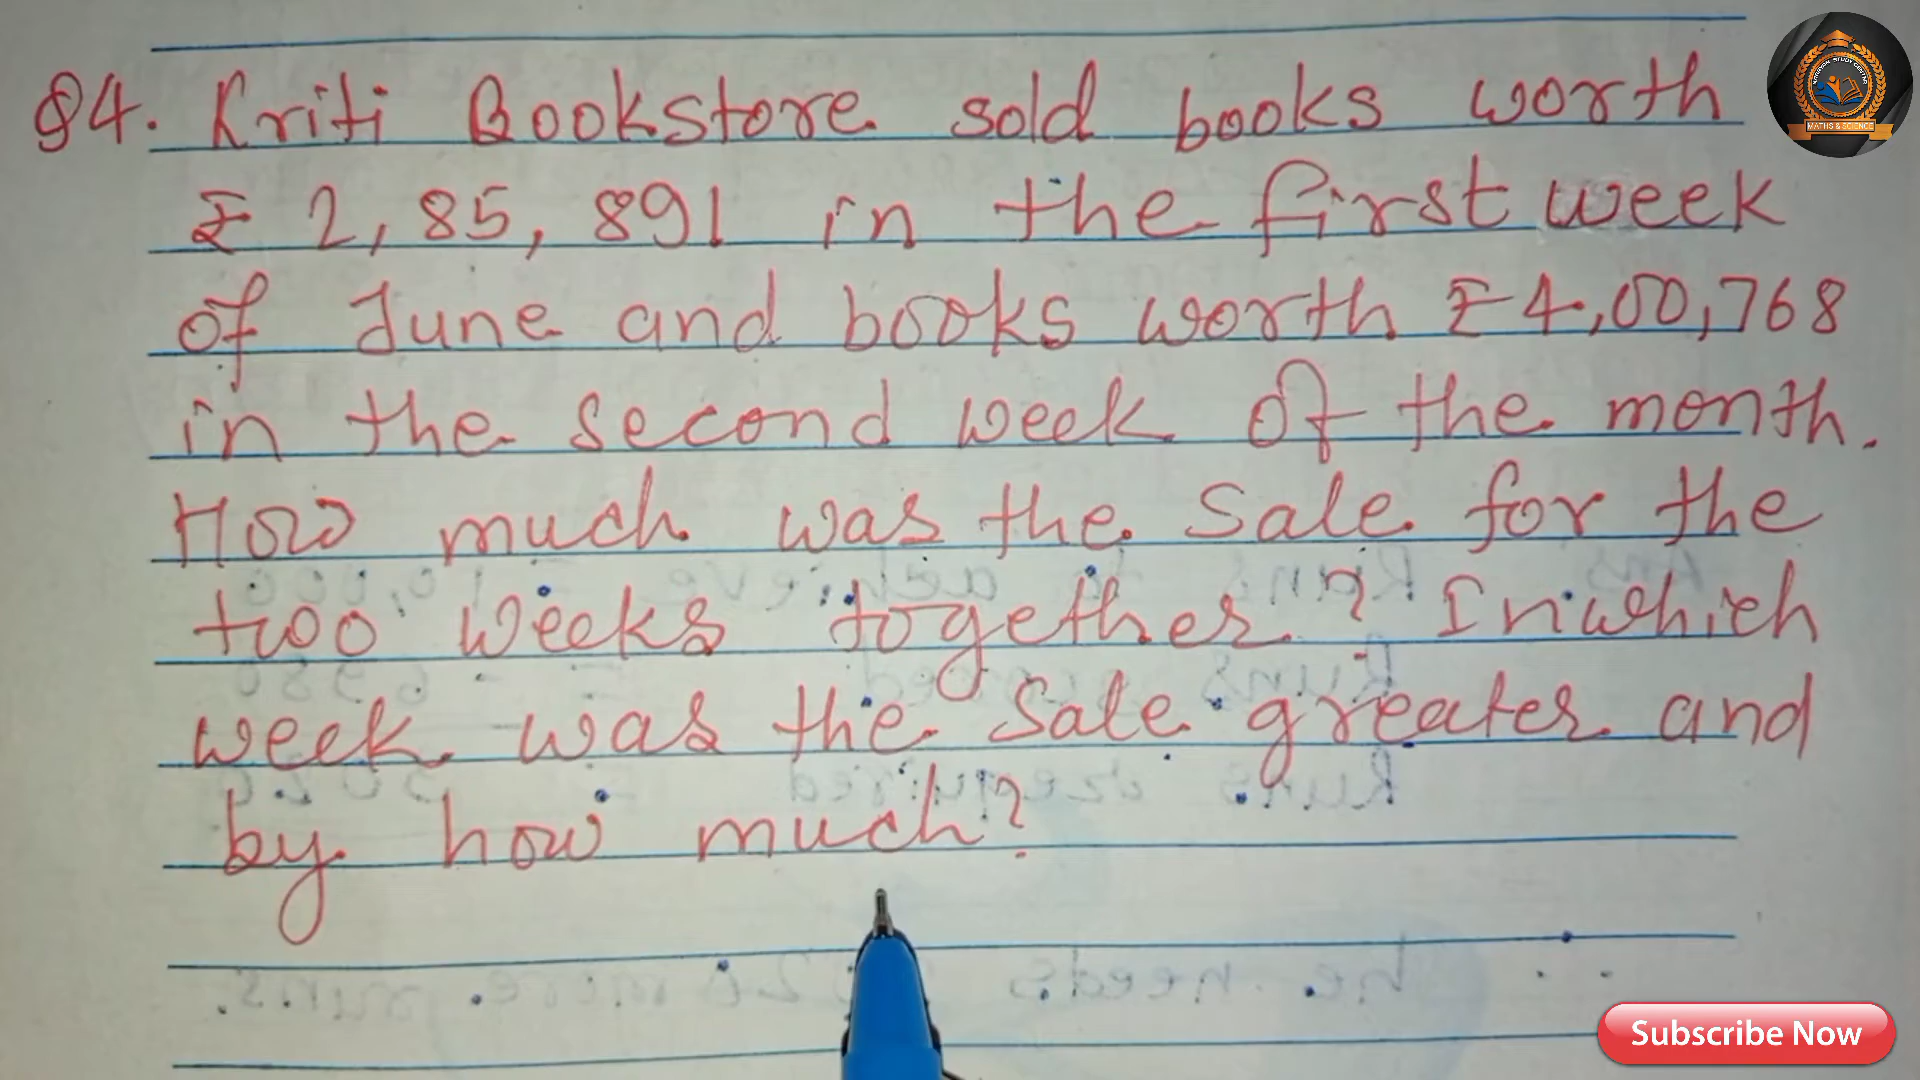 Q4. Kriti Bookstore sold books worth
₹ 2,85,891 in the first week
of June and books worth ₹4,00,768
in the second week of the month.
How much was the Sale for the
two weeks together? In which
week was the Sale greater and
by how much?
MATHS & SCIENCE
Subscribe Now